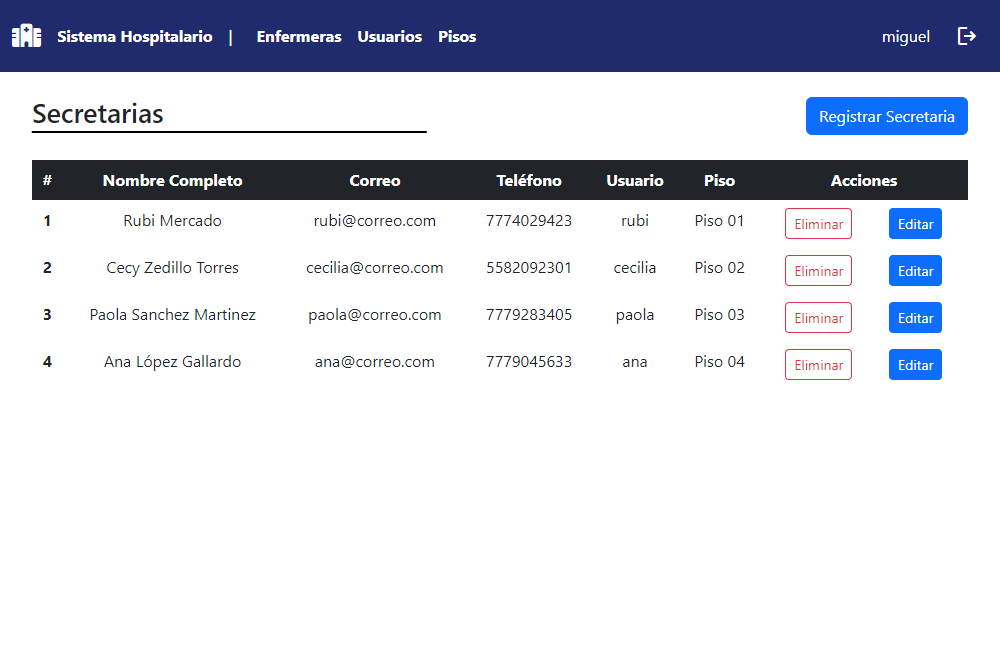 Sistema Hospitalario | Enfermeras Usuarios Pisos miguel
Secretarias Registrar Secretaria
# Nombre Completo Correo Teléfono Usuario Piso Acciones
1 Rubi Mercado rubi@correo.com 7774029423 rubi Piso 01 Eliminar Editar
2 Cecy Zedillo Torres cecilia@correo.com 5582092301 cecilia Piso 02 Eliminar Editar
3 Paola Sanchez Martinez paola@correo.com 7779283405 paola Piso 03 Eliminar Editar
4 Ana López Gallardo ana@correo.com 7779045633 ana Piso 04 Eliminar Editar